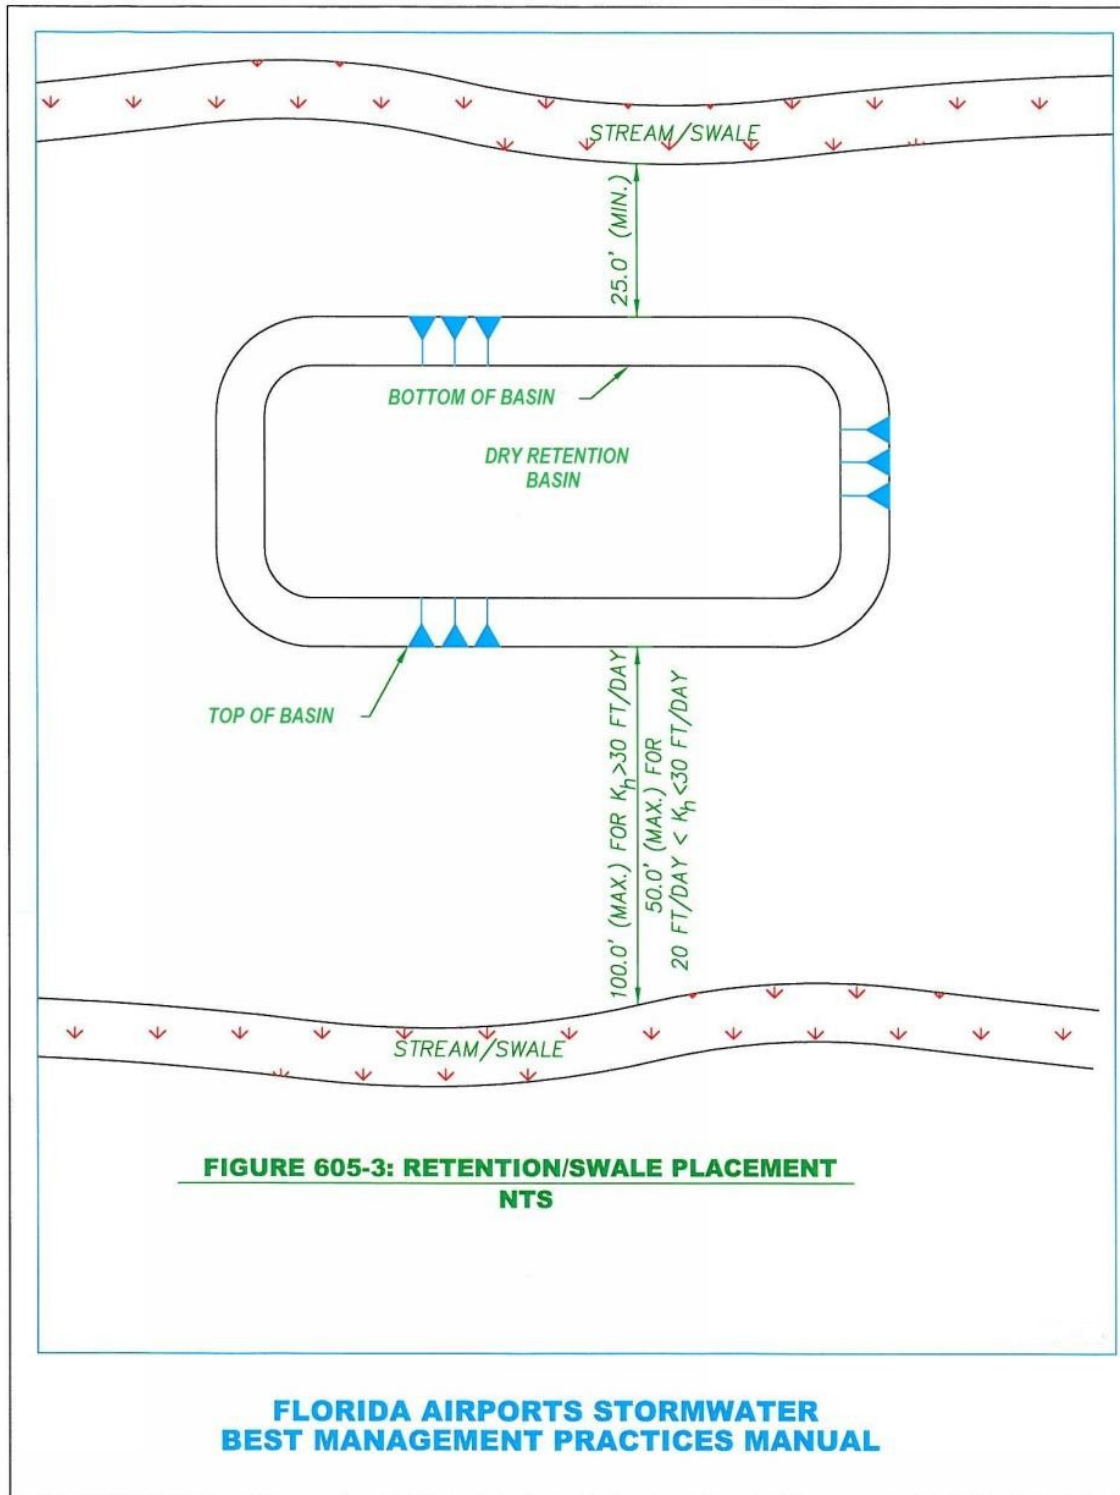 STREAM/SWALE
25.0' (MIN.)
BOTTOM OF BASIN
DRY RETENTION
BASIN
TOP OF BASIN
100.0' (MAX.) FOR Kh>30 FT/DAY
50.0' (MAX.) FOR
20 FT/DAY < Kh <30 FT/DAY
STREAM/SWALE
FIGURE 605-3: RETENTION/SWALE PLACEMENT
NTS
FLORIDA AIRPORTS STORMWATER
BEST MANAGEMENT PRACTICES MANUAL